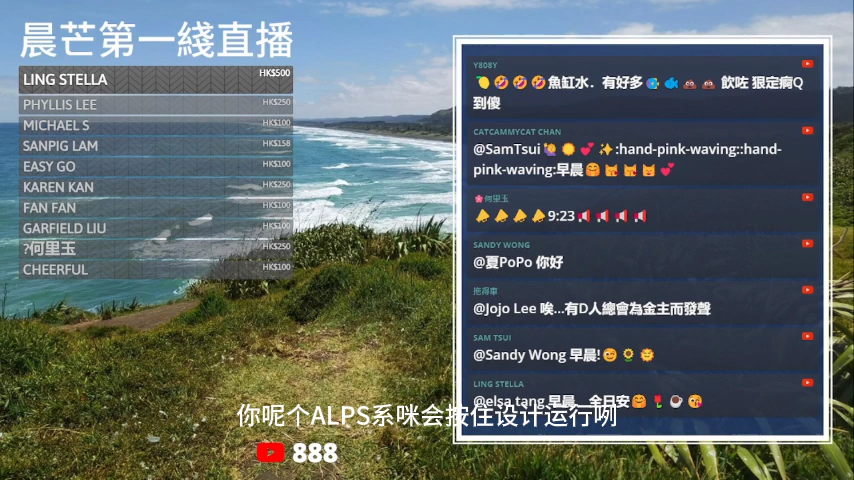 晨芒第一綫直播
LING STELLA HK$500
PHYLLIS LEE HK$250
MICHAEL S HK$100
SANPIG LAM HK$158
EASY GO HK$100
KAREN KAN HK$250
FAN FAN HK$100
GARFIELD LIU HK$100
?何里玉 HK$250
CHEERFUL HK$100
Y808Y
🍋🤣🤣🤣魚缸水．有好多🐠🐟💩💩飲咗 狠定癲Q
到傻
CATCAMMYCAT CHAN
@SamTsui🙋🌞💕✨:hand-pink-waving::hand-
pink-waving:早晨🤗😽😽😽💕
🌸何里玉
📣📣📣📣9:23📢📢📢📢
SANDY WONG
@夏PoPo 你好
拖得車
@Jojo Lee 唉...有D人總會為金主而發聲
SAM TSUI
@Sandy Wong 早晨!😊🌻🌞
LING STELLA
@elsa tang 早晨   全日安🤗🌹☕😘
你呢个ALPS系咪会按住设计运行咧
888